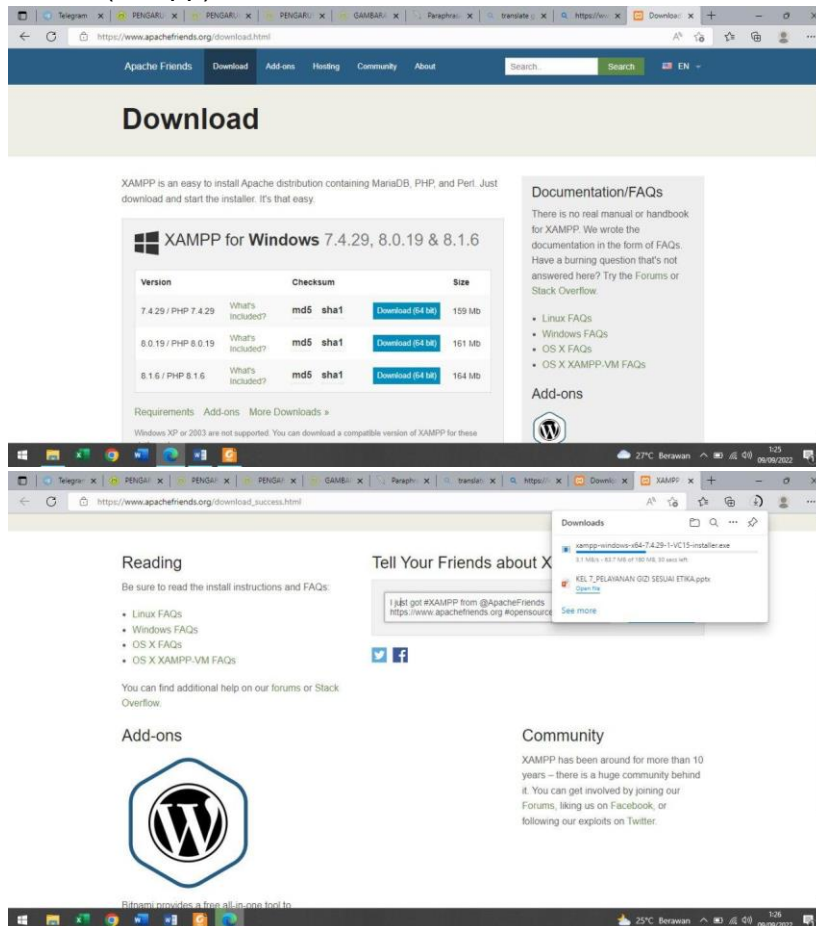 Telegram
PENGARU
PENGARU
PENGARU
GAMBARA
Paraphras
translate
https://ww
Download
https://www.apachefriends.org/download.html
Apache Friends Download Add-ons Hosting Community About Search... Search EN
Download
XAMPP is an easy to install Apache distribution containing MariaDB, PHP, and Perl. Just
download and start the installer. It's that easy.
XAMPP for Windows 7.4.29, 8.0.19 & 8.1.6
Version Checksum Size
7.4.29 / PHP 7.4.29 What's Included? md5 sha1 Download (64 bit) 159 Mb
8.0.19 / PHP 8.0.19 What's Included? md5 sha1 Download (64 bit) 161 Mb
8.1.6 / PHP 8.1.6 What's Included? md5 sha1 Download (64 bit) 164 Mb
Requirements Add-ons More Downloads »
Windows XP or 2003 are not supported. You can download a compatible version of XAMPP for these
Documentation/FAQs
There is no real manual or handbook
for XAMPP. We wrote the
documentation in the form of FAQs.
Have a burning question that's not
answered here? Try the Forums or
Stack Overflow.
• Linux FAQs
• Windows FAQs
• OS X FAQs
• OS X XAMPP-VM FAQs
Add-ons
27°C Berawan 1:25
09/09/2022
Telegram
PENGAR
PENGAR
PENGAR
GAMBA
Paraphr
translat
https://
Downlo
XAMPP
https://www.apachefriends.org/download_success.html
Downloads
xampp-windows-x64-7.4.29-1-VC15-installer.exe
KEL 7_PELAYANAN GIZI SESUAI ETIKA.pptx
Open file
See more
Reading
Be sure to read the install instructions and FAQs:
• Linux FAQs
• Windows FAQs
• OS X FAQs
• OS X XAMPP-VM FAQs
You can find additional help on our forums or Stack
Overflow.
Tell Your Friends about X
I just got #XAMPP from @ApacheFriends
https://www.apachefriends.org #opensource
Add-ons
Bitnami provides a free all-in-one tool to
Community
XAMPP has been around for more than 10
years – there is a huge community behind
it. You can get involved by joining our
Forums, liking us on Facebook, or
following our exploits on Twitter.
25°C Berawan 1:26
09/09/2022